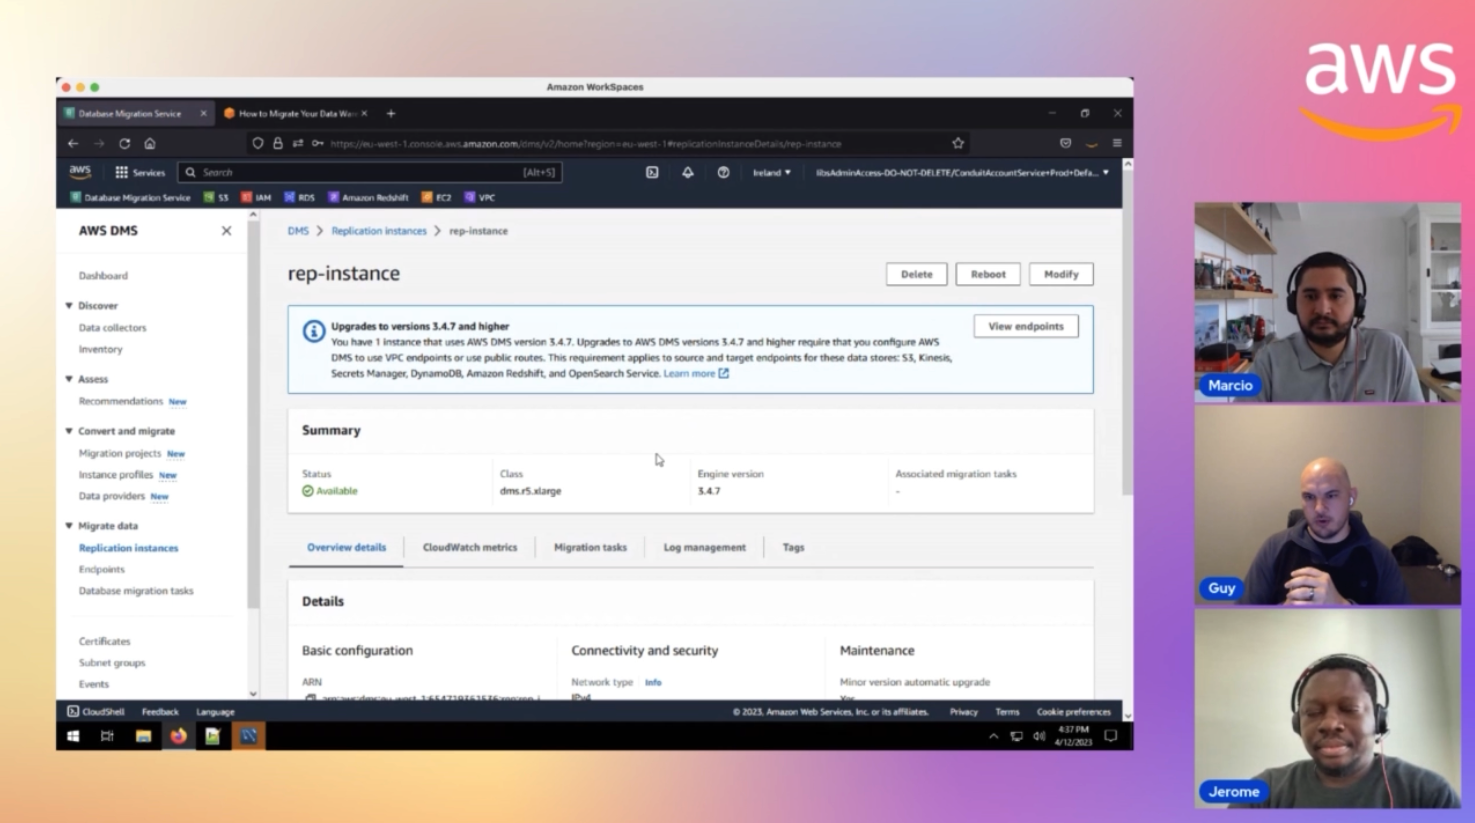 aws
Amazon WorkSpaces
Database Migration Service
How to Migrate Your Data War
https://eu-west-1.console.aws.amazon.com/dms/v2/home?region=eu-west-1#replicationInstanceDetails/rep-instance
aws Services Search [Alt+S] Ireland ibsAdminAccess-DO-NOT-DELETE/ConduitAccountService+Prod+Defa...
Database Migration Service S3 IAM RDS Amazon Redshift EC2 VPC
AWS DMS
Dashboard
Discover
Data collectors
Inventory
Assess
Recommendations New
Convert and migrate
Migration projects New
Instance profiles New
Data providers New
Migrate data
Replication instances
Endpoints
Database migration tasks
Certificates
Subnet groups
Events
DMS > Replication instances > rep-instance
rep-instance
Delete Reboot Modify
Upgrades to versions 3.4.7 and higher
You have 1 instance that uses AWS DMS version 3.4.7. Upgrades to AWS DMS versions 3.4.7 and higher require that you configure AWS
DMS to use VPC endpoints or use public routes. This requirement applies to source and target endpoints for these data stores: S3, Kinesis,
Secrets Manager, DynamoDB, Amazon Redshift, and OpenSearch Service. Learn more
View endpoints
Summary
Status Class Engine version Associated migration tasks
Available dms.r5.xlarge 3.4.7 -
Overview details CloudWatch metrics Migration tasks Log management Tags
Details
Basic configuration Connectivity and security Maintenance
ARN Network type Info Minor version automatic upgrade
IPv4 Yes
CloudShell Feedback Language © 2023, Amazon Web Services, Inc. or its affiliates. Privacy Terms Cookie preferences
4:37 PM
4/12/2023
Marcio
Guy
Jerome